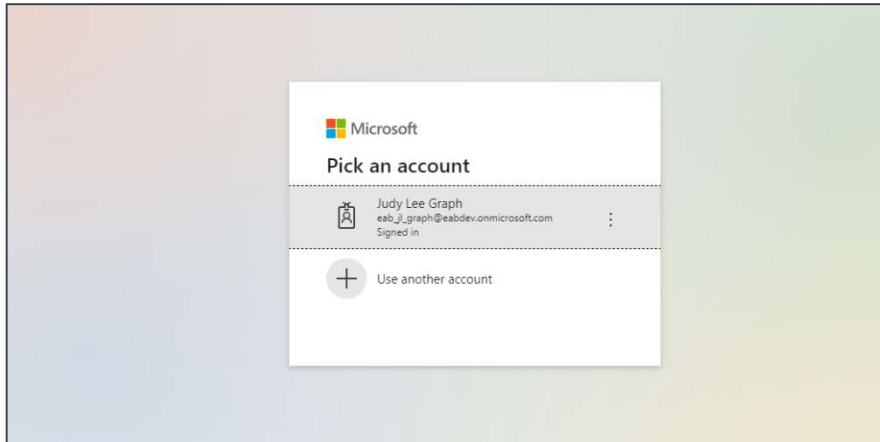 Microsoft
Pick an account
Judy Lee Graph
eab_jl_graph@eabdev.onmicrosoft.com
Signed in
Use another account